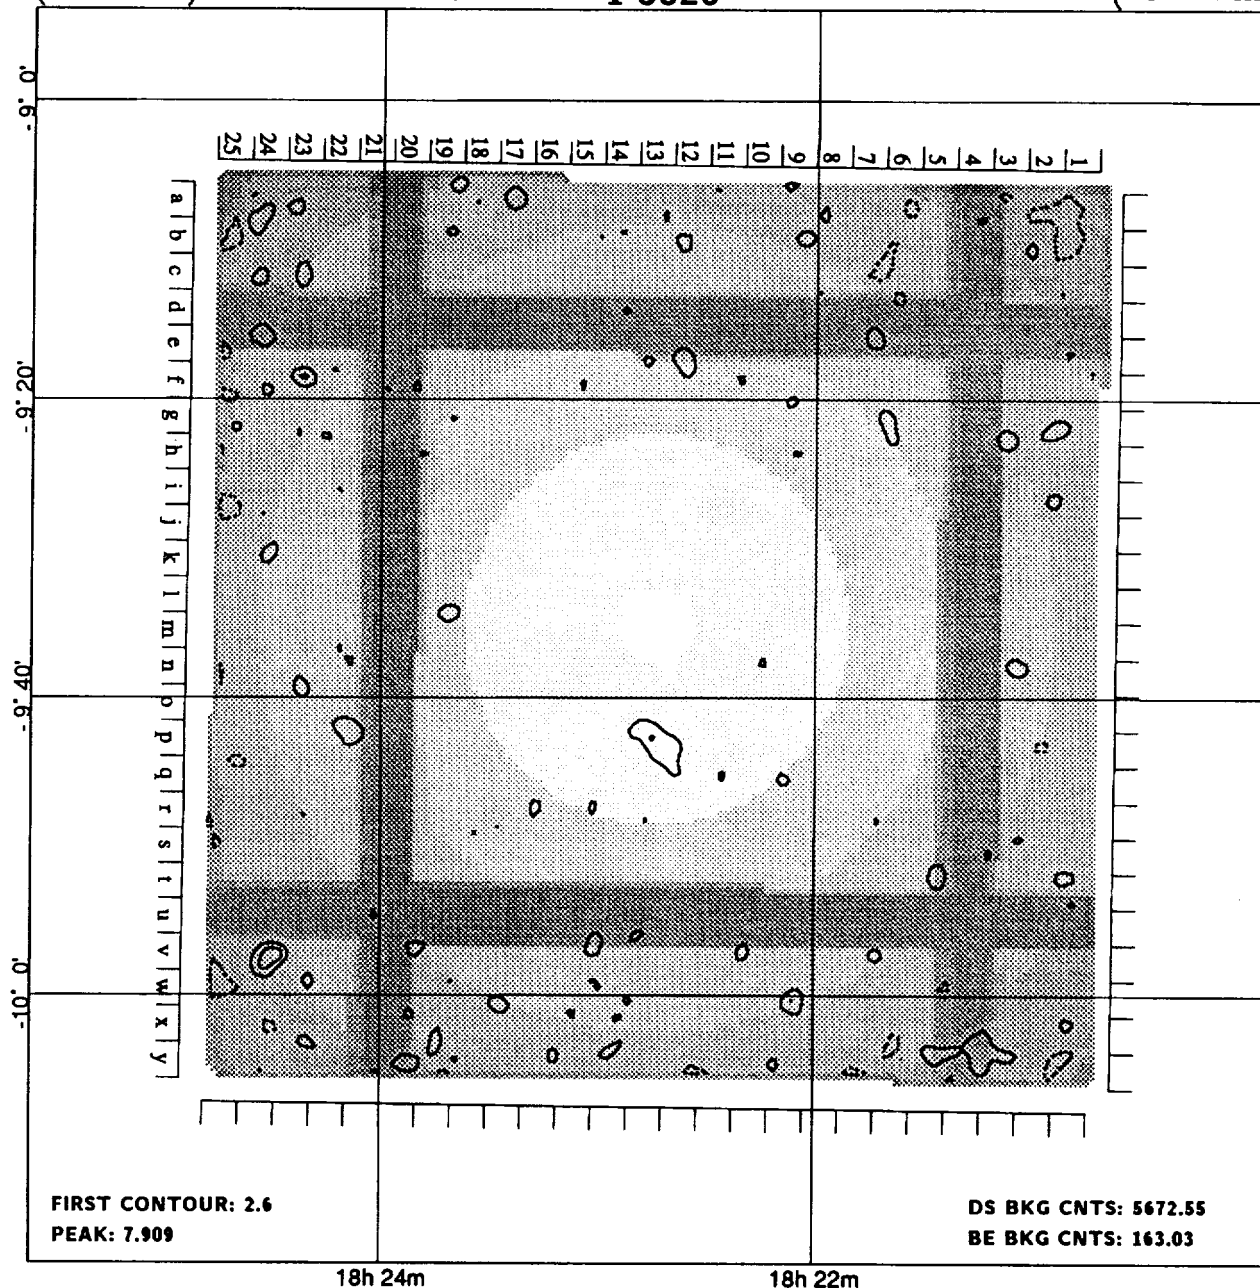 -9° 0'
25 24 23 22 21 20 19 18 17 16 15 14 13 12 11 10 9 8 7 6 5 4 3 2 1
a
b
c
d
e
f
-9° 20'
g
h
i
j
k
l
m
n
-9° 40'
o
p
q
r
s
t
u
v
w
-10° 0'
x
y
FIRST CONTOUR: 2.6
DS BKG CNTS: 5672.55
PEAK: 7.909
BE BKG CNTS: 163.03
18h 24m 18h 22m